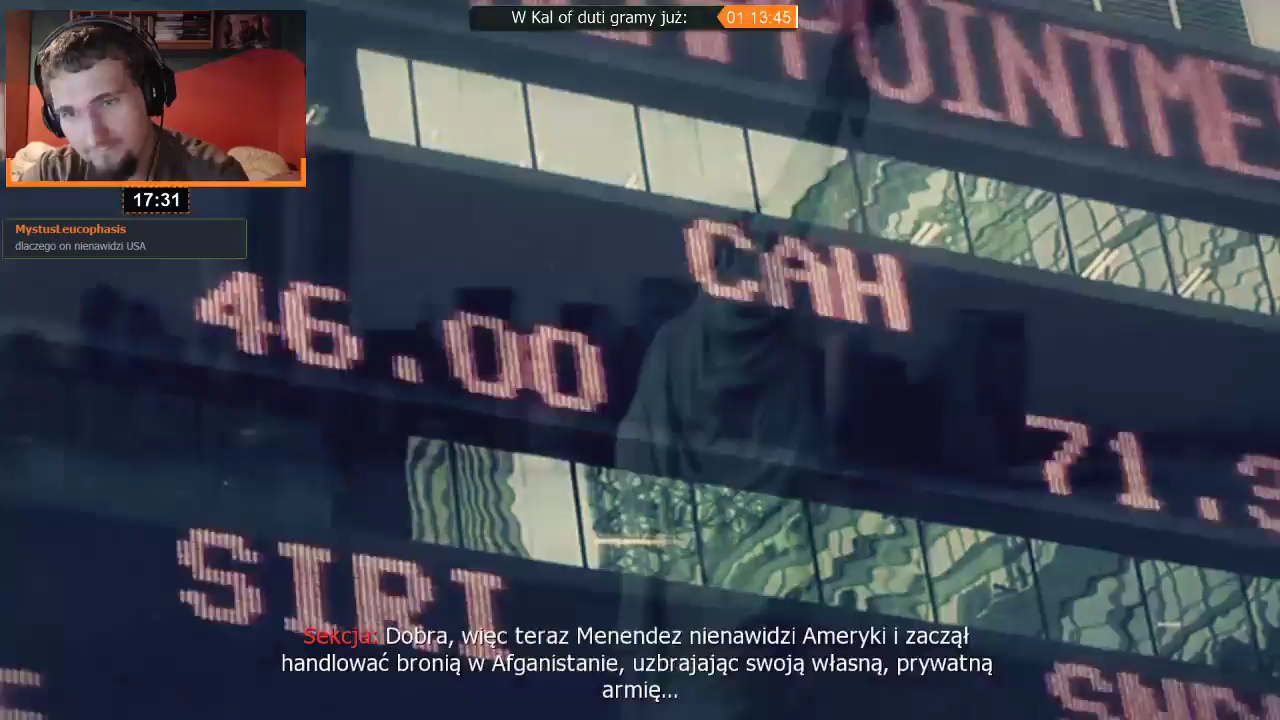 W Kal of duti gramy już:
01:13:45
POINTME
17:31
MystusLeucophasis
dlaczego on nienawidzi USA
CAH
46.00
71.3
SIRI
Sekcja: Dobra, więc teraz Menendez nienawidzi Ameryki i zaczął
handlować bronią w Afganistanie, uzbrajając swoją własną, prywatną
armię...